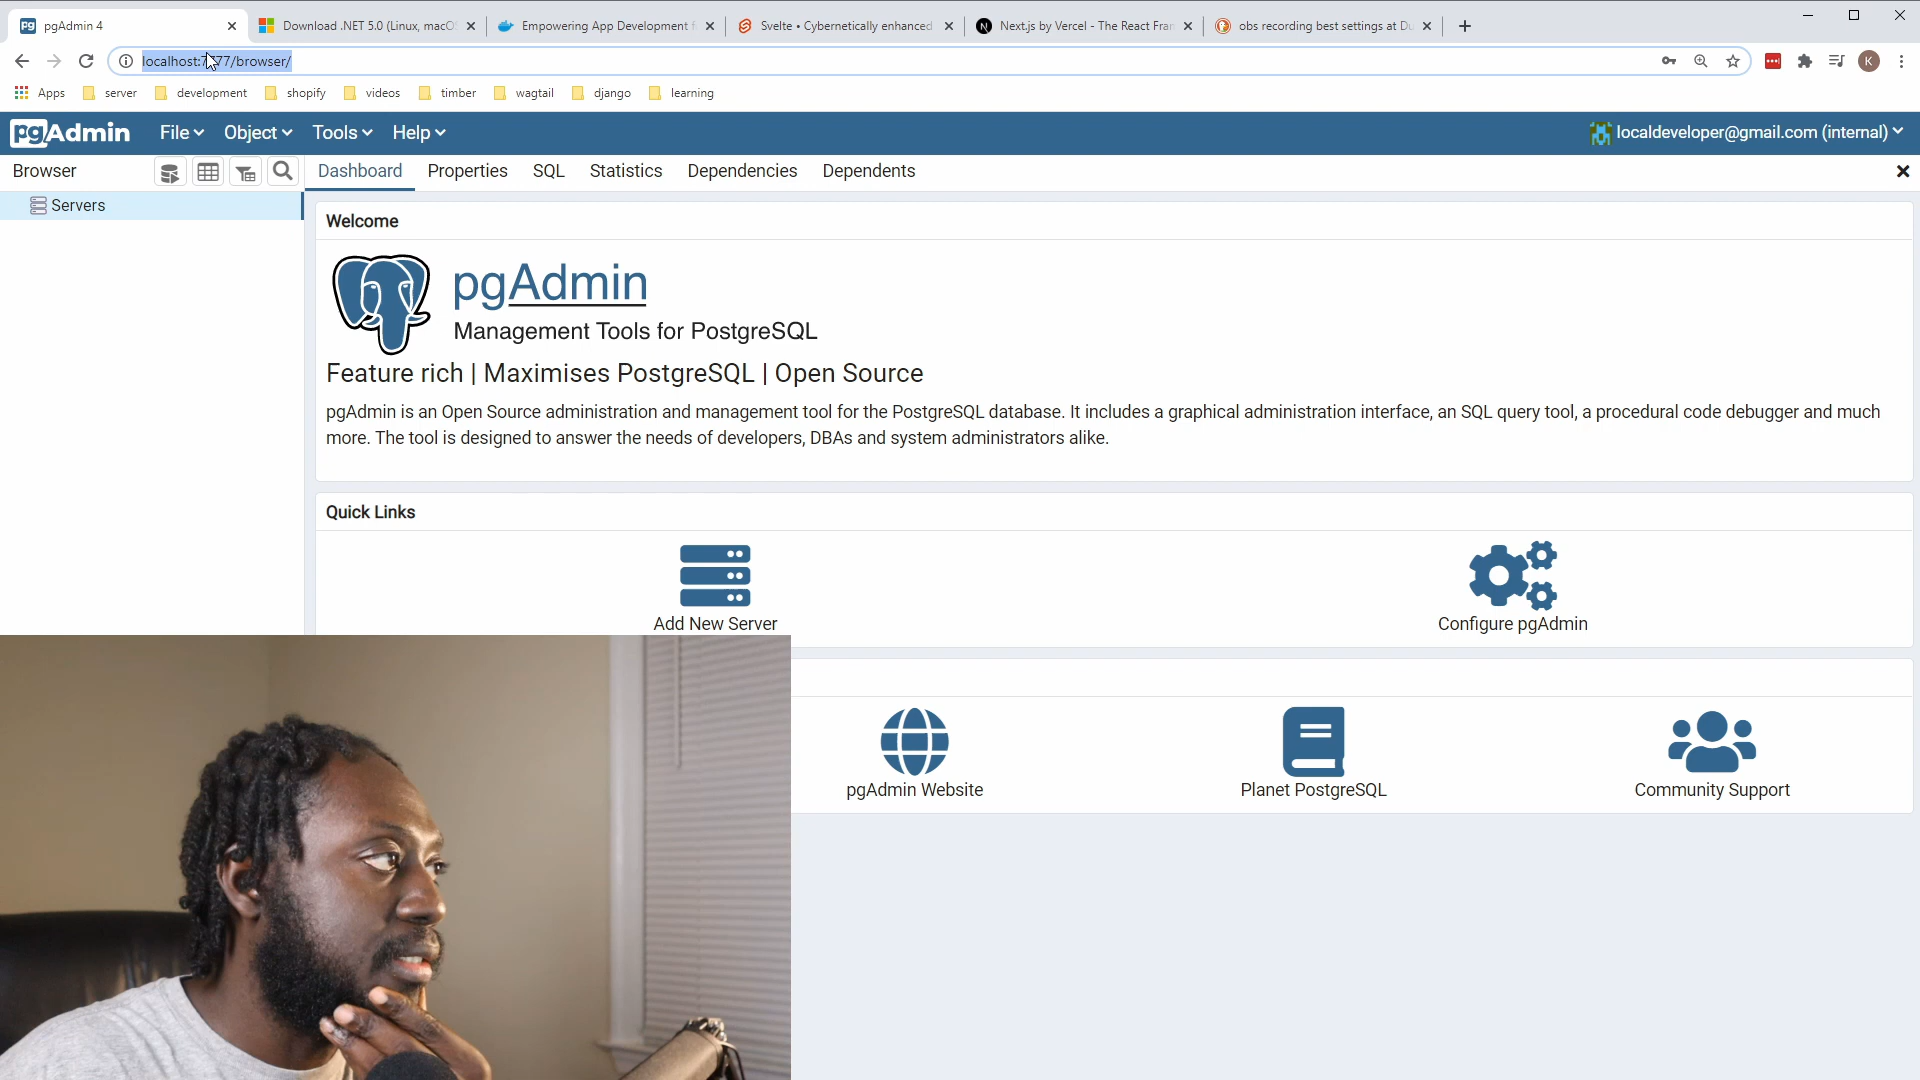 pgAdmin 4
Download .NET 5.0 (Linux, macO
Empowering App Development f
Svelte • Cybernetically enhanced
Next.js by Vercel - The React Fran
obs recording best settings at Du
localhost:7777/browser/
K
Apps
server
development
shopify
videos
timber
wagtail
django
learning
pgAdmin
File
Object
Tools
Help
localdeveloper@gmail.com (internal)
Browser
Dashboard
Properties
SQL
Statistics
Dependencies
Dependents
Servers
Welcome
pgAdmin
Management Tools for PostgreSQL
Feature rich | Maximises PostgreSQL | Open Source
pgAdmin is an Open Source administration and management tool for the PostgreSQL database. It includes a graphical administration interface, an SQL query tool, a procedural code debugger and much
more. The tool is designed to answer the needs of developers, DBAs and system administrators alike.
Quick Links
Add New Server
Configure pgAdmin
pgAdmin Website
Planet PostgreSQL
Community Support